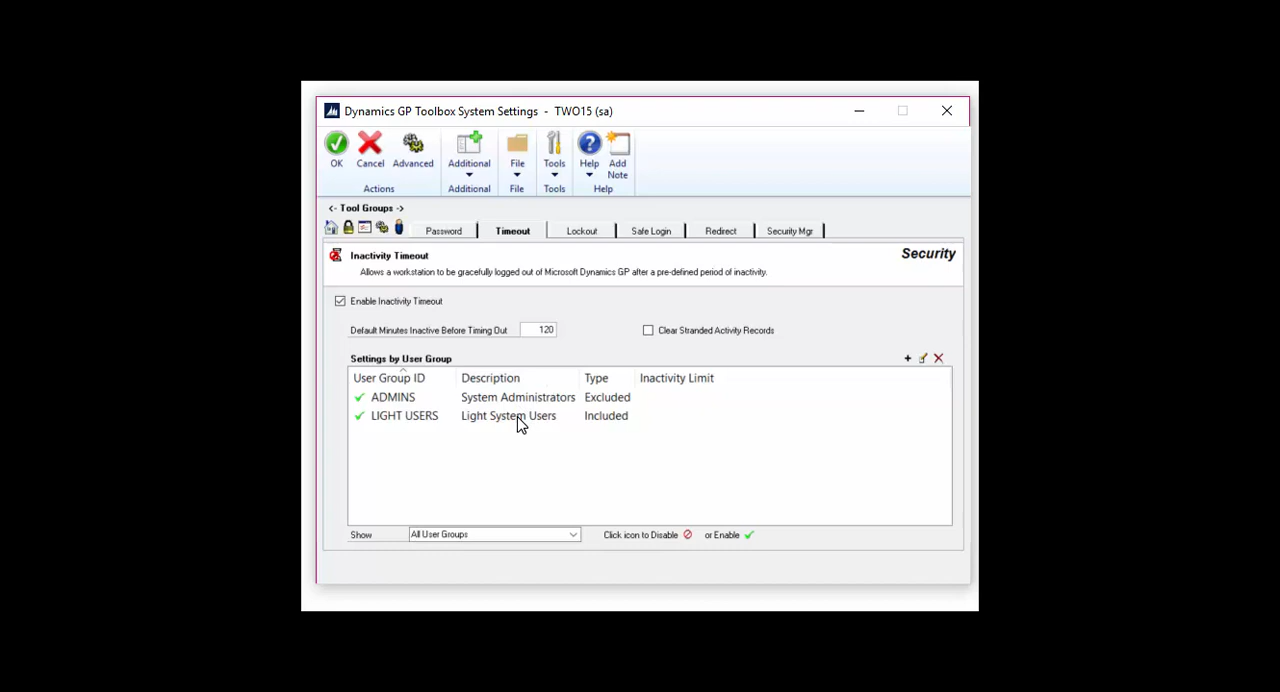 Dynamics GP Toolbox System Settings - TWO15 (sa)
OK Cancel Advanced Additional File Tools Help Add Note
Actions Additional File Tools Help
<- Tool Groups ->
Password Timeout Lockout Safe Login Redirect Security Mgr
Inactivity Timeout Security
Allows a workstation to be gracefully logged out of Microsoft Dynamics GP after a pre-defined period of inactivity.
Enable Inactivity Timeout
Default Minutes Inactive Before Timing Out 120 Clear Stranded Activity Records
Settings by User Group
User Group ID Description Type Inactivity Limit
ADMINS System Administrators Excluded
LIGHT USERS Light System Users Included
Show All User Groups Click icon to Disable or Enable